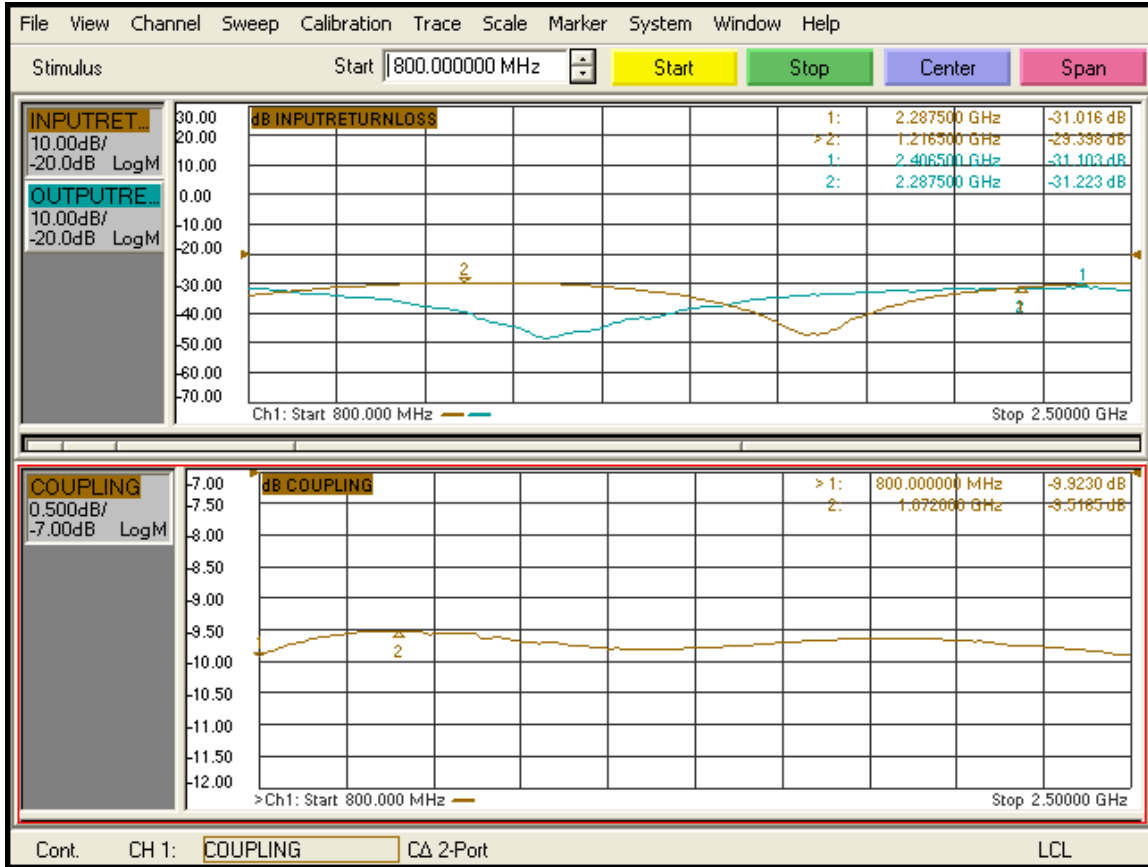 File View Channel Sweep Calibration Trace Scale Marker System Window Help
Stimulus Start 800.000000 MHz Start Stop Center Span
INPUTRET...
10.00dB/
-20.0dB LogM
OUTPUTRE...
10.00dB/
-20.0dB LogM
30.00
20.00
10.00
0.00
-10.00
-20.00
-30.00
-40.00
-50.00
-60.00
-70.00
dB INPUTRETURNLOSS
1: 2.287500 GHz -31.016 dB
>2: 1.216500 GHz -29.398 dB
1: 2.406500 GHz -31.103 dB
2: 2.287500 GHz -31.223 dB
2
1
Ch1: Start 800.000 MHz Stop 2.50000 GHz
COUPLING
0.500dB/
-7.00dB LogM
-7.00
-7.50
-8.00
-8.50
-9.00
-9.50
-10.00
-10.50
-11.00
-11.50
-12.00
dB COUPLING
>1: 800.000000 MHz -9.9230 dB
2: 1.072000 GHz -9.5185 dB
1
2
>Ch1: Start 800.000 MHz Stop 2.50000 GHz
Cont. CH 1: COUPLING CΔ 2-Port LCL